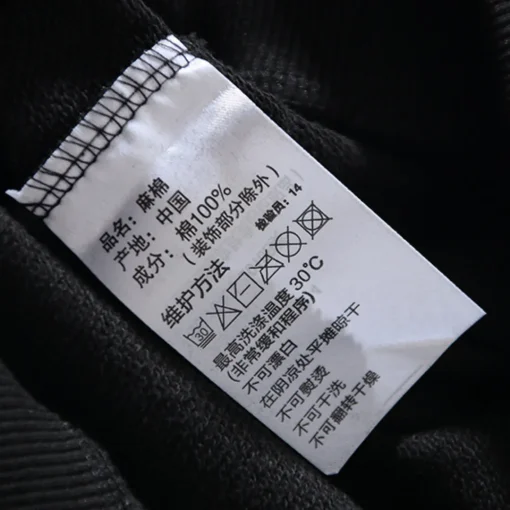 品名：麻棉
产地：中国
成分：棉100%
（装饰部分除外）
检验员：14
维护方法
30
最高洗涤温度 30℃
(非常缓和程序)
不可漂白
在阴凉处平摊晾干
不可熨烫
不可干洗
不可翻转干燥